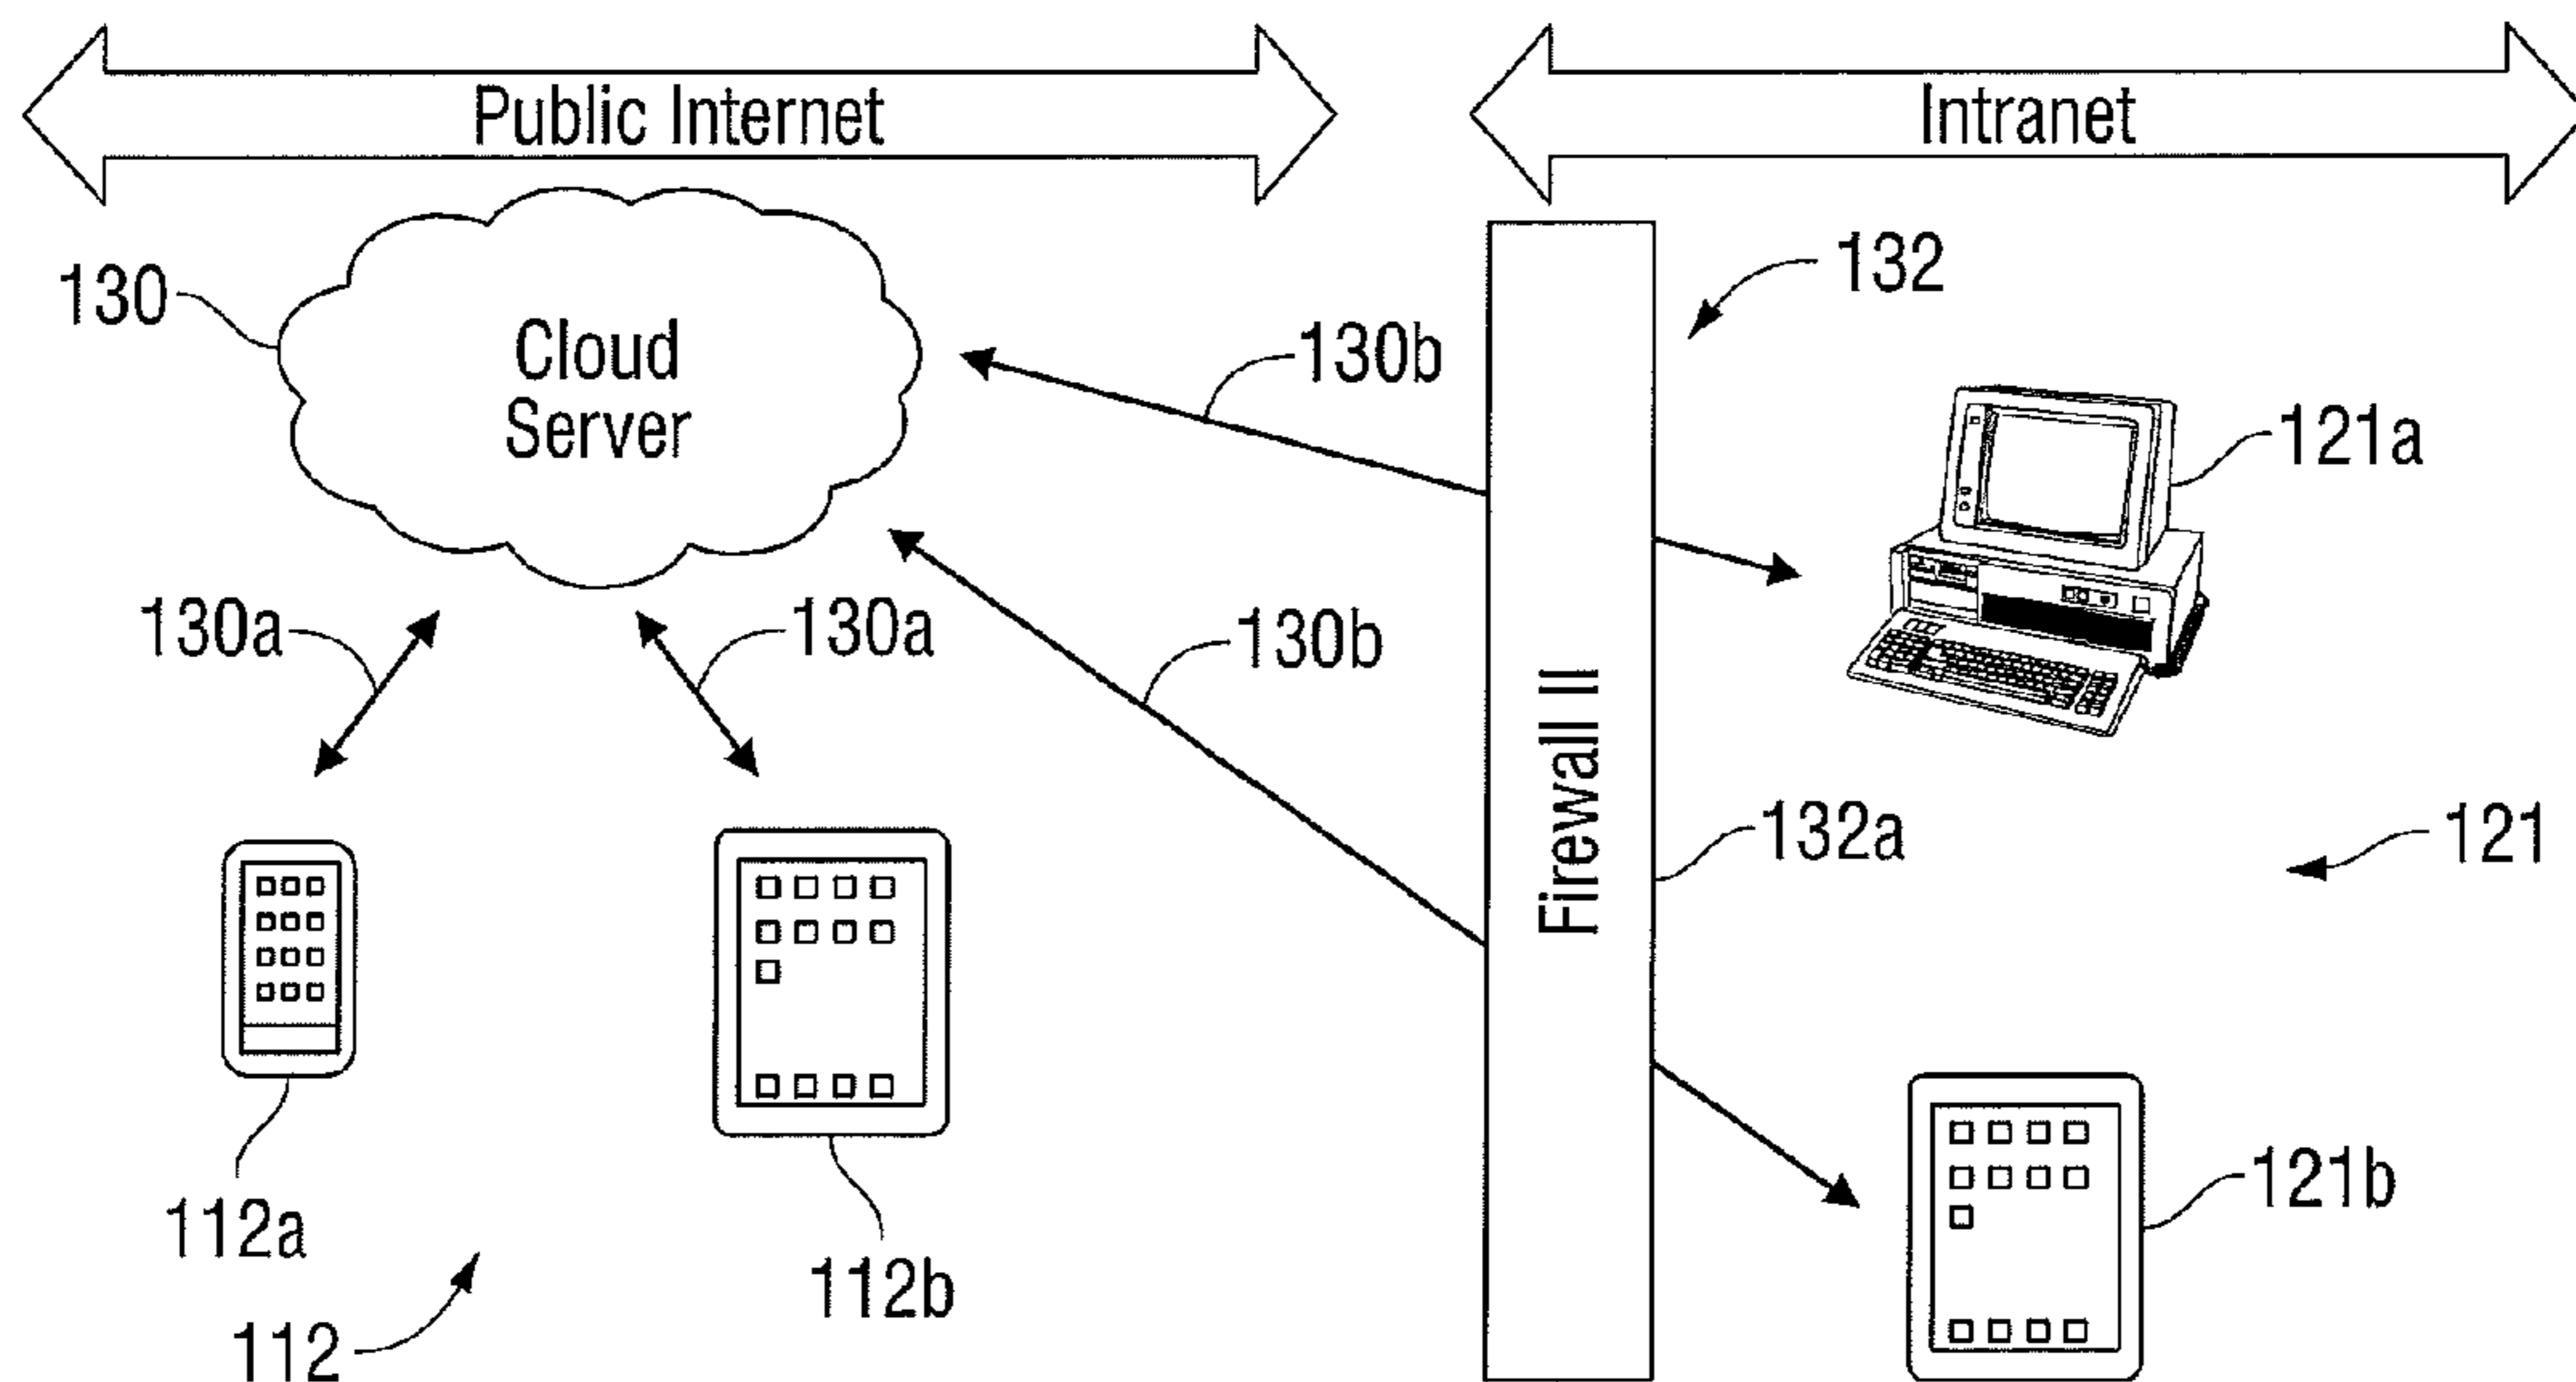 Public Internet
Intranet
130
Cloud
Server
130b
132
121a
130a
130a
130b
Firewall II
132a
121
112a
112b
121b
112